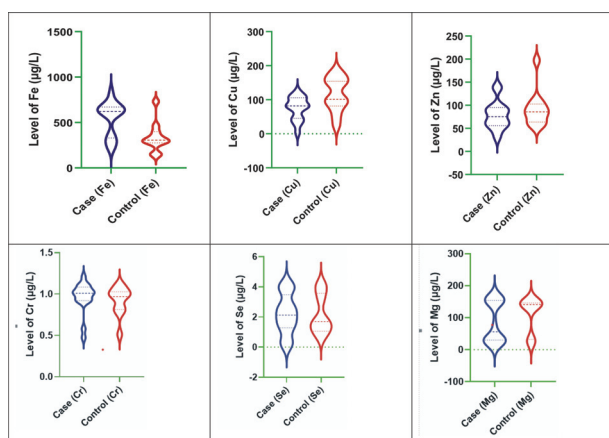 Level of Fe (µg/L)
1500
1000
500
0
Case (Fe)
Control (Fe)
Level of Cu (µg/L)
300
200
100
0
-100
Case (Cu)
Control (Cu)
Level of Zn (µg/L)
250
200
150
100
50
0
-50
Case (Zn)
Control (Zn)
Level of Cr (µg/L)
1.5
1.0
0.5
0.0
Case (Cr)
Control (Cr)
Level of Se (µg/L)
6
4
2
0
-2
Case (Se)
Control (Se)
Level of Mg (µg/L)
300
200
100
0
-100
Case (Mg)
Control (Mg)